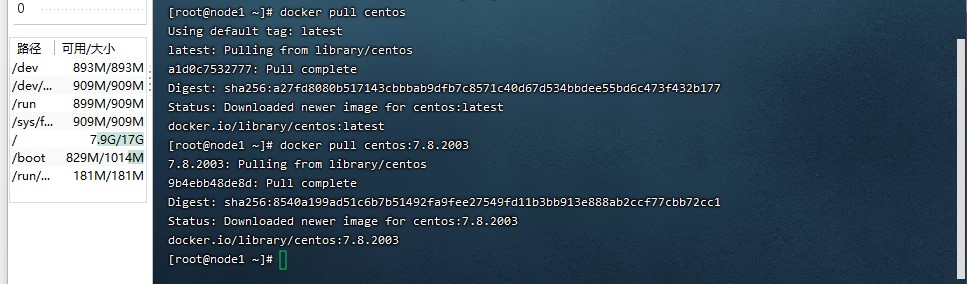 0
路径 可用/大小
/dev 893M/893M
/dev/... 909M/909M
/run 899M/909M
/sys/f... 909M/909M
/ 7.9G/17G
/boot 829M/1014M
/run/... 181M/181M
[root@node1 ~]# docker pull centos
Using default tag: latest
latest: Pulling from library/centos
a1d0c7532777: Pull complete
Digest: sha256:a27fd8080b517143cbbbab9dfb7c8571c40d67d534bbdee55bd6c473f432b177
Status: Downloaded newer image for centos:latest
docker.io/library/centos:latest
[root@node1 ~]# docker pull centos:7.8.2003
7.8.2003: Pulling from library/centos
9b4ebb48de8d: Pull complete
Digest: sha256:8540a199ad51c6b7b51492fa9fee27549fd11b3bb913e888ab2ccf77cbb72cc1
Status: Downloaded newer image for centos:7.8.2003
docker.io/library/centos:7.8.2003
[root@node1 ~]#